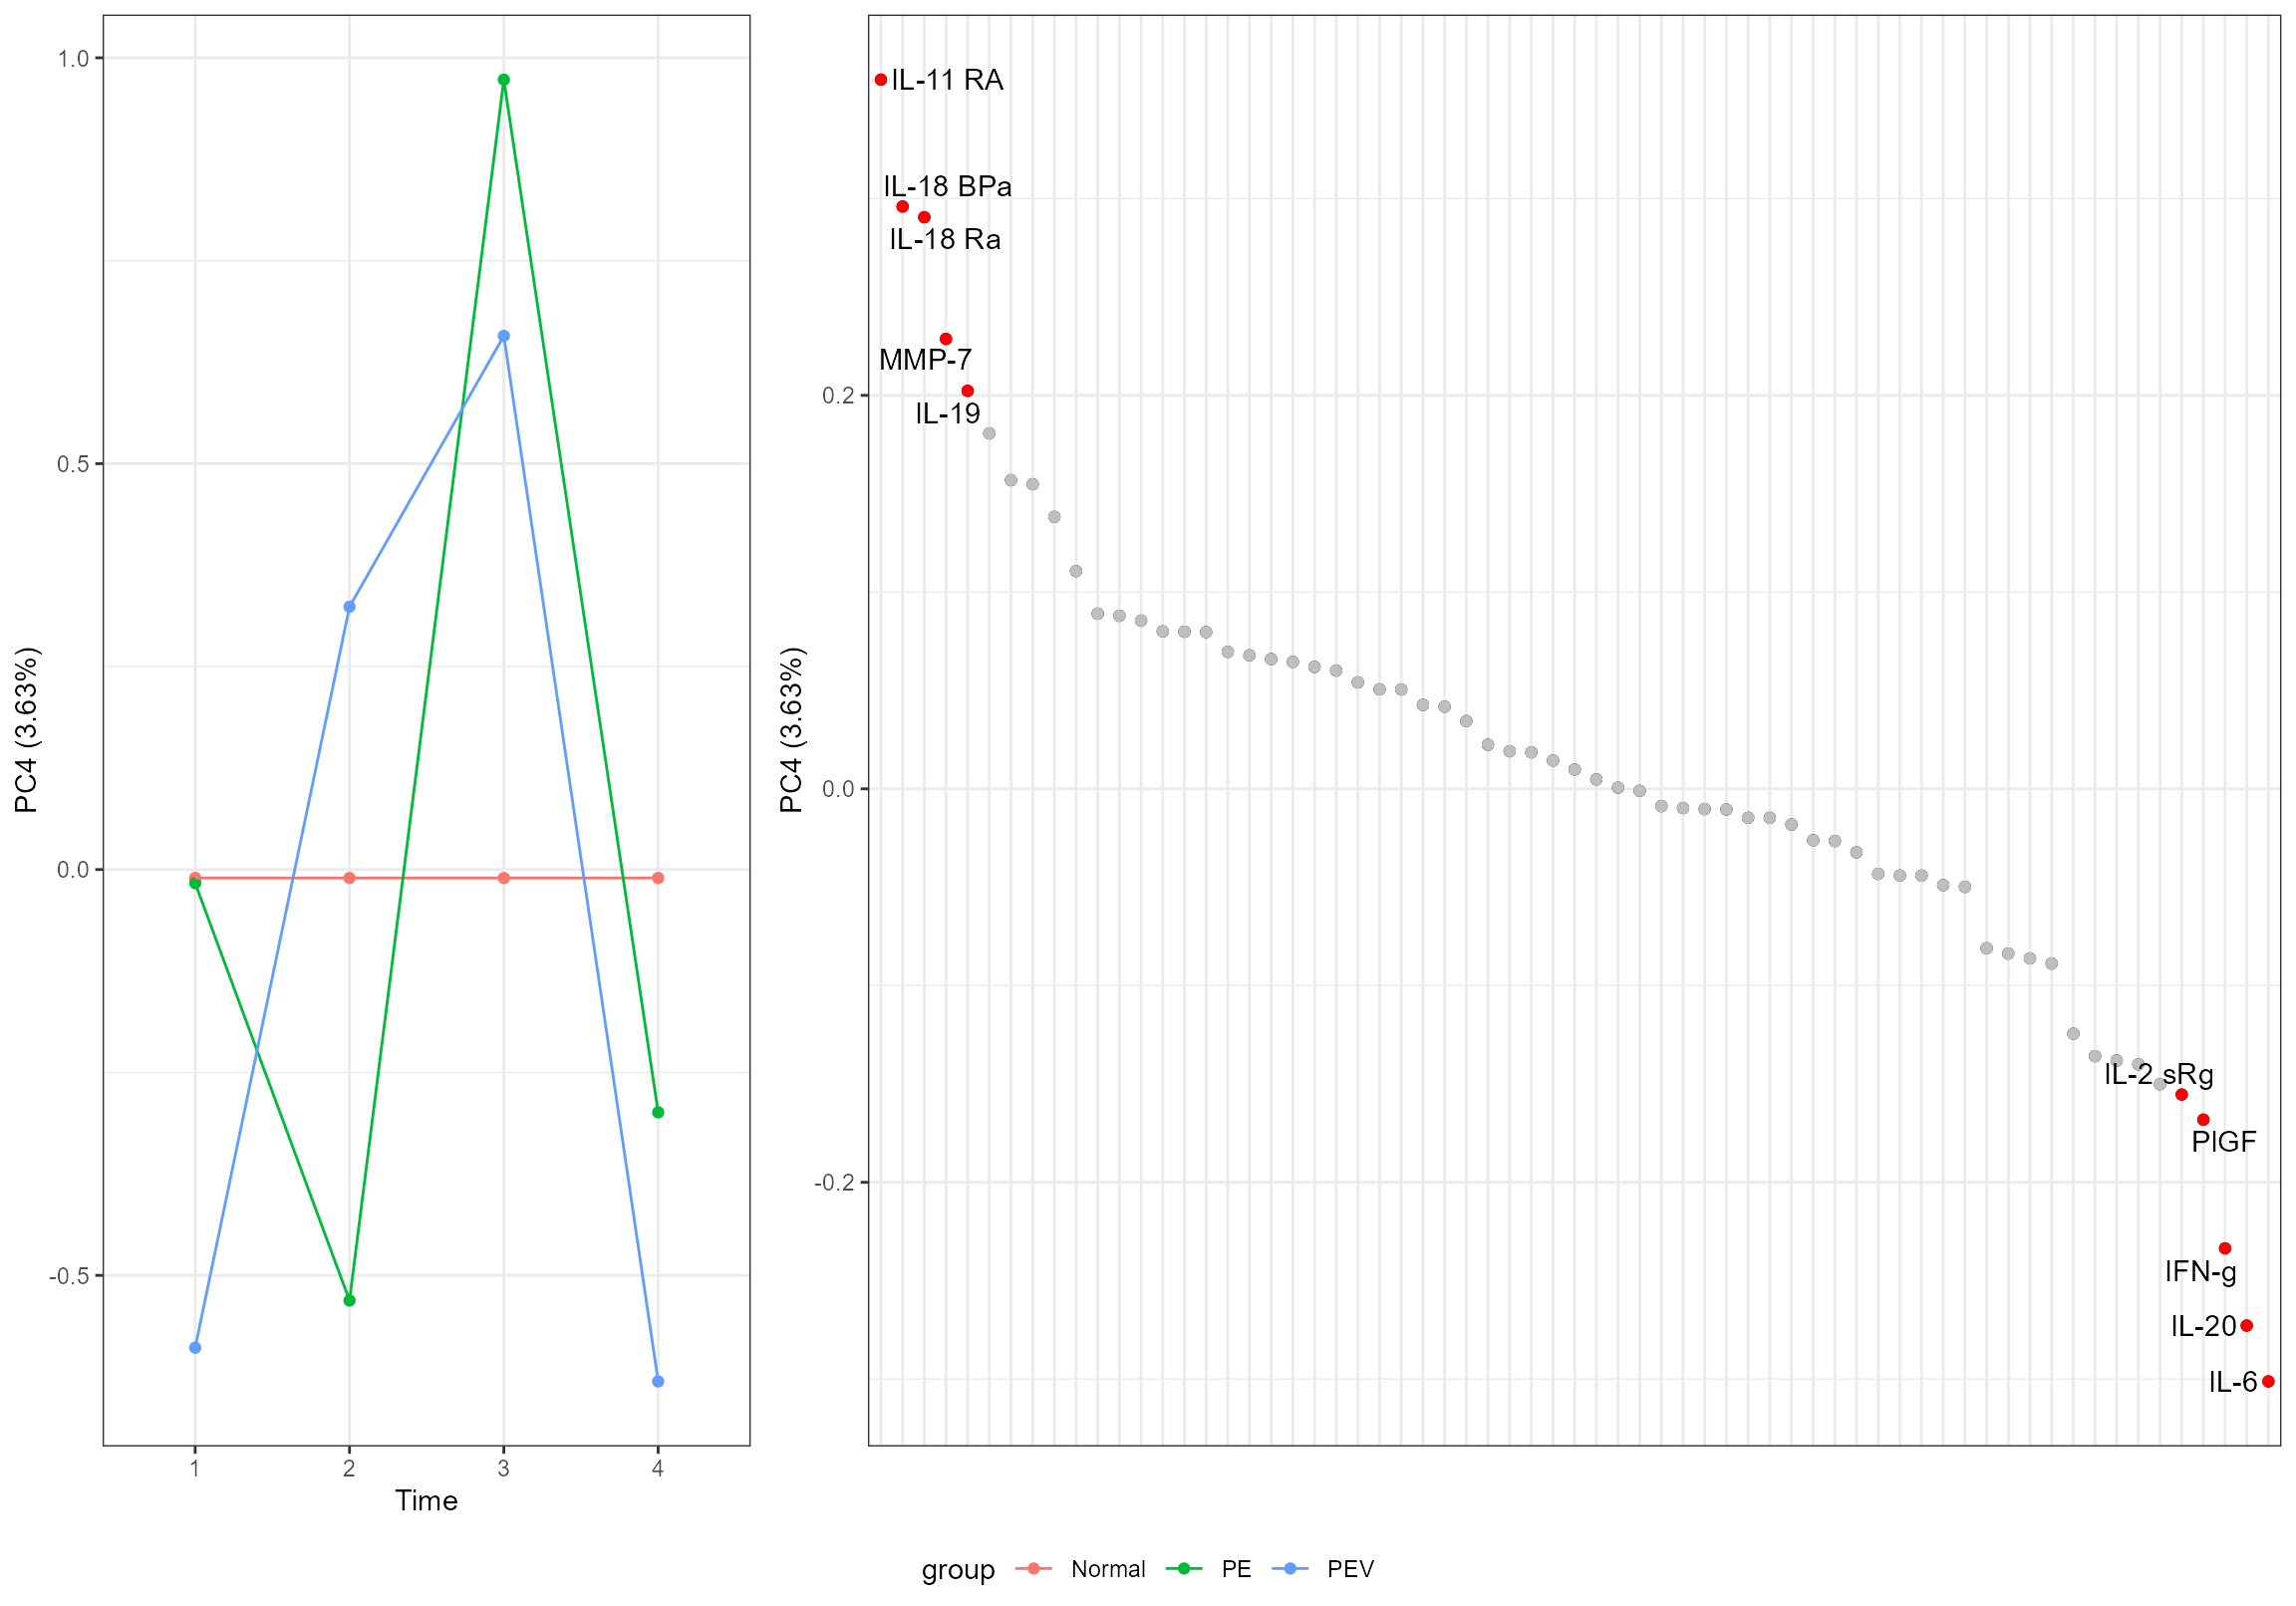 PC4 (3.63%)
1.0
0.5
0.0
-0.5
1
2
3
4
Time
PC4 (3.63%)
0.2
0.0
-0.2
IL-11 RA
IL-18 BPa
IL-18 Ra
MMP-7
IL-19
IL-2 sRg
PlGF
IFN-g
IL-20
IL-6
group
Normal
PE
PEV